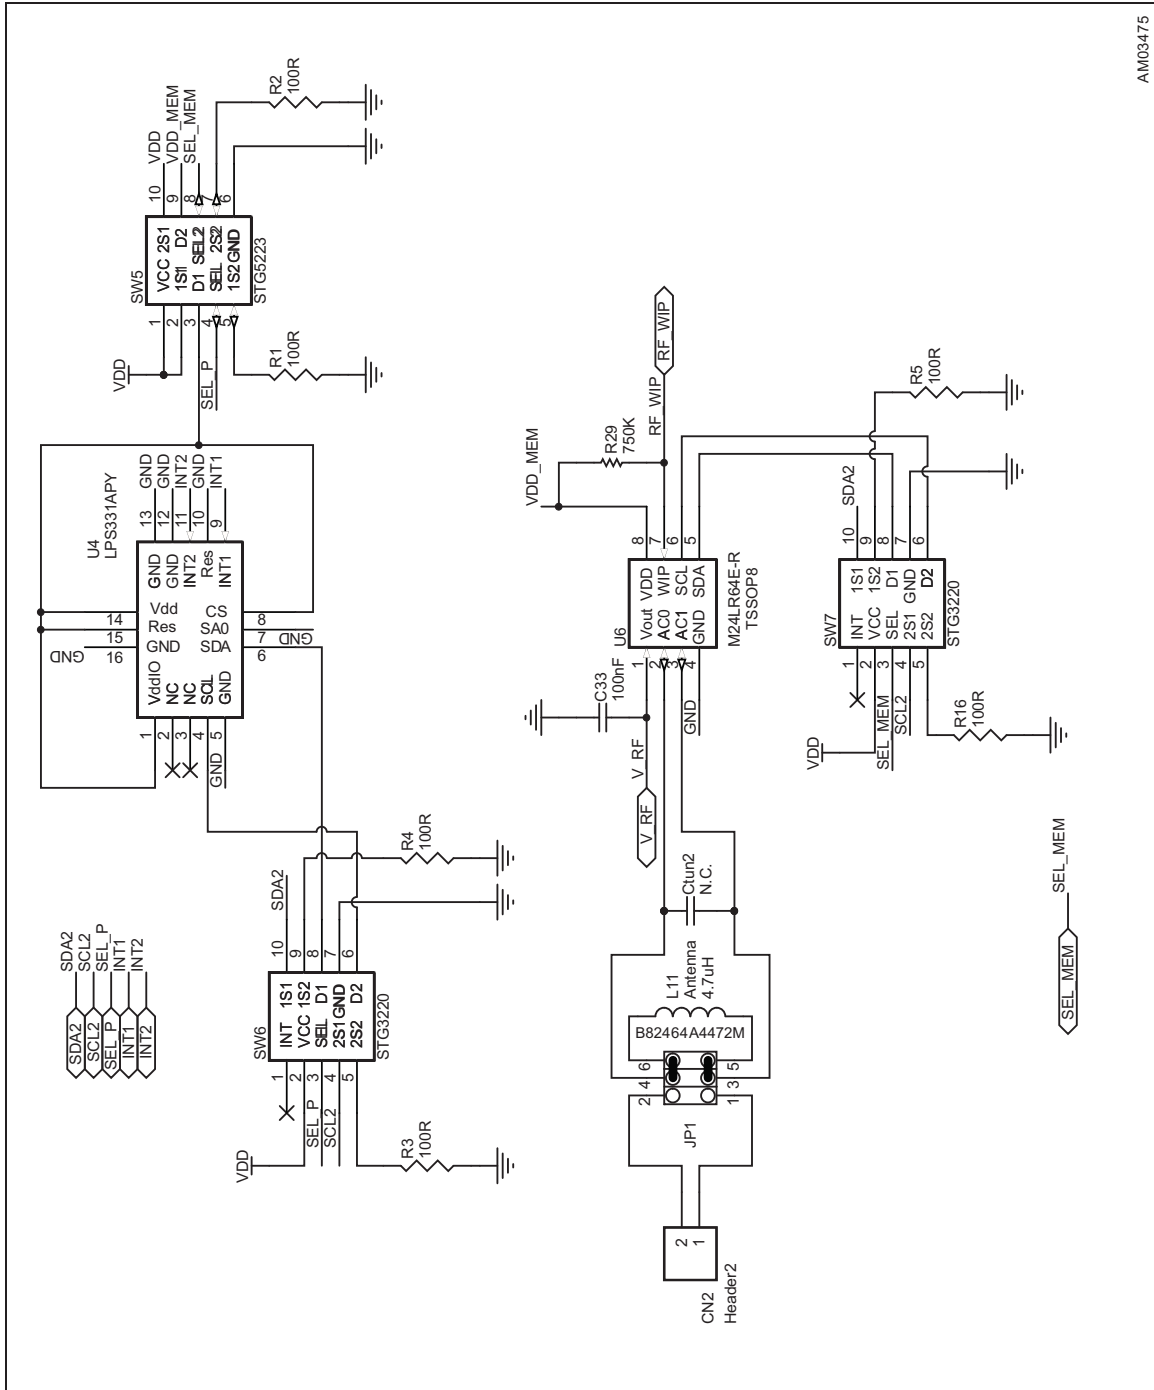 AM03475
SW5
STG5223
VCC 2S1
1S1 D2
D1 SEL2
SEL 2S2
1S2 GND
1
2
3
4
5
10
9
8
7
6
VDD
VDD_MEM
SEL_MEM
VDD
SEL_P
R1
100R
R2
100R
U4
LPS331APY
GND
GND
INT2
Res
INT1
13
12
11
10
9
GND
GND
INT2
GND
INT1
Vdd
Res
GND
14
15
16
GND
CS
SA0
SDA
8
7
6
GND
VddIO
NC
NC
SCL
GND
1
2
3
4
5
GND
SDA2
SCL2
SEL_P
INT1
INT2
SDA2
SCL2
SEL_P
INT1
INT2
SW6
STG3220
INT 1S1
VCC 1S2
SEL D1
2S1 GND
2S2 D2
1
2
3
4
5
10
9
8
7
6
SDA2
VDD
SEL_P
SCL2
R3
100R
R4
100R
U6
M24LR64E-R
TSSOP8
Vout VDD
AC0 WIP
AC1 SCL
GND SDA
1
2
3
4
8
7
6
5
VDD_MEM
R29
750K
RF_WIP
RF_WIP
C33
100nF
GND
V_RF
V_RF
Ctun2
N.C.
L11
Antenna
4.7uH
B82464A4472M
JP1
2
4
6
1
3
5
CN2
Header2
2
1
SW7
STG3220
INT 1S1
VCC 1S2
SEL D1
2S1 GND
2S2 D2
1
2
3
4
5
10
9
8
7
6
SDA2
VDD
SEL_MEM
SCL2
R16
100R
R5
100R
SEL_MEM
SEL_MEM